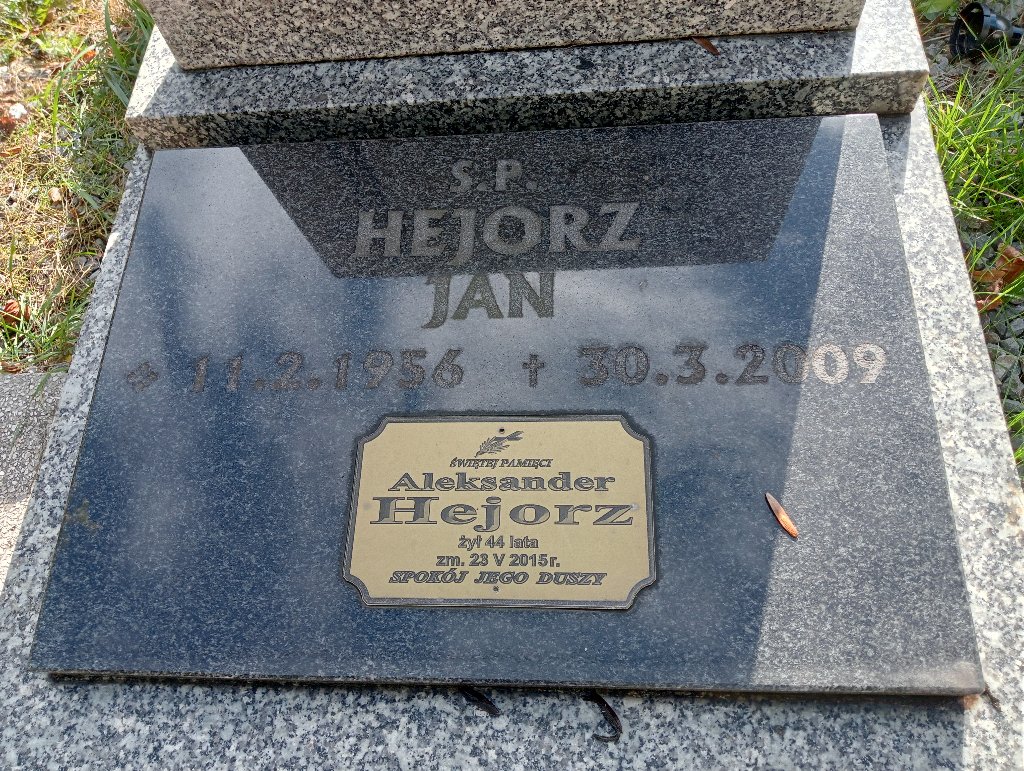 S.P.
HEJORZ
JAN
11.2.1956 † 30.3.2009
ŚWIĘTEJ PAMIĘCI
Aleksander
Hejorz
żył 44 lata
zm. 23 V 2015 r.
SPOKÓJ JEGO DUSZY